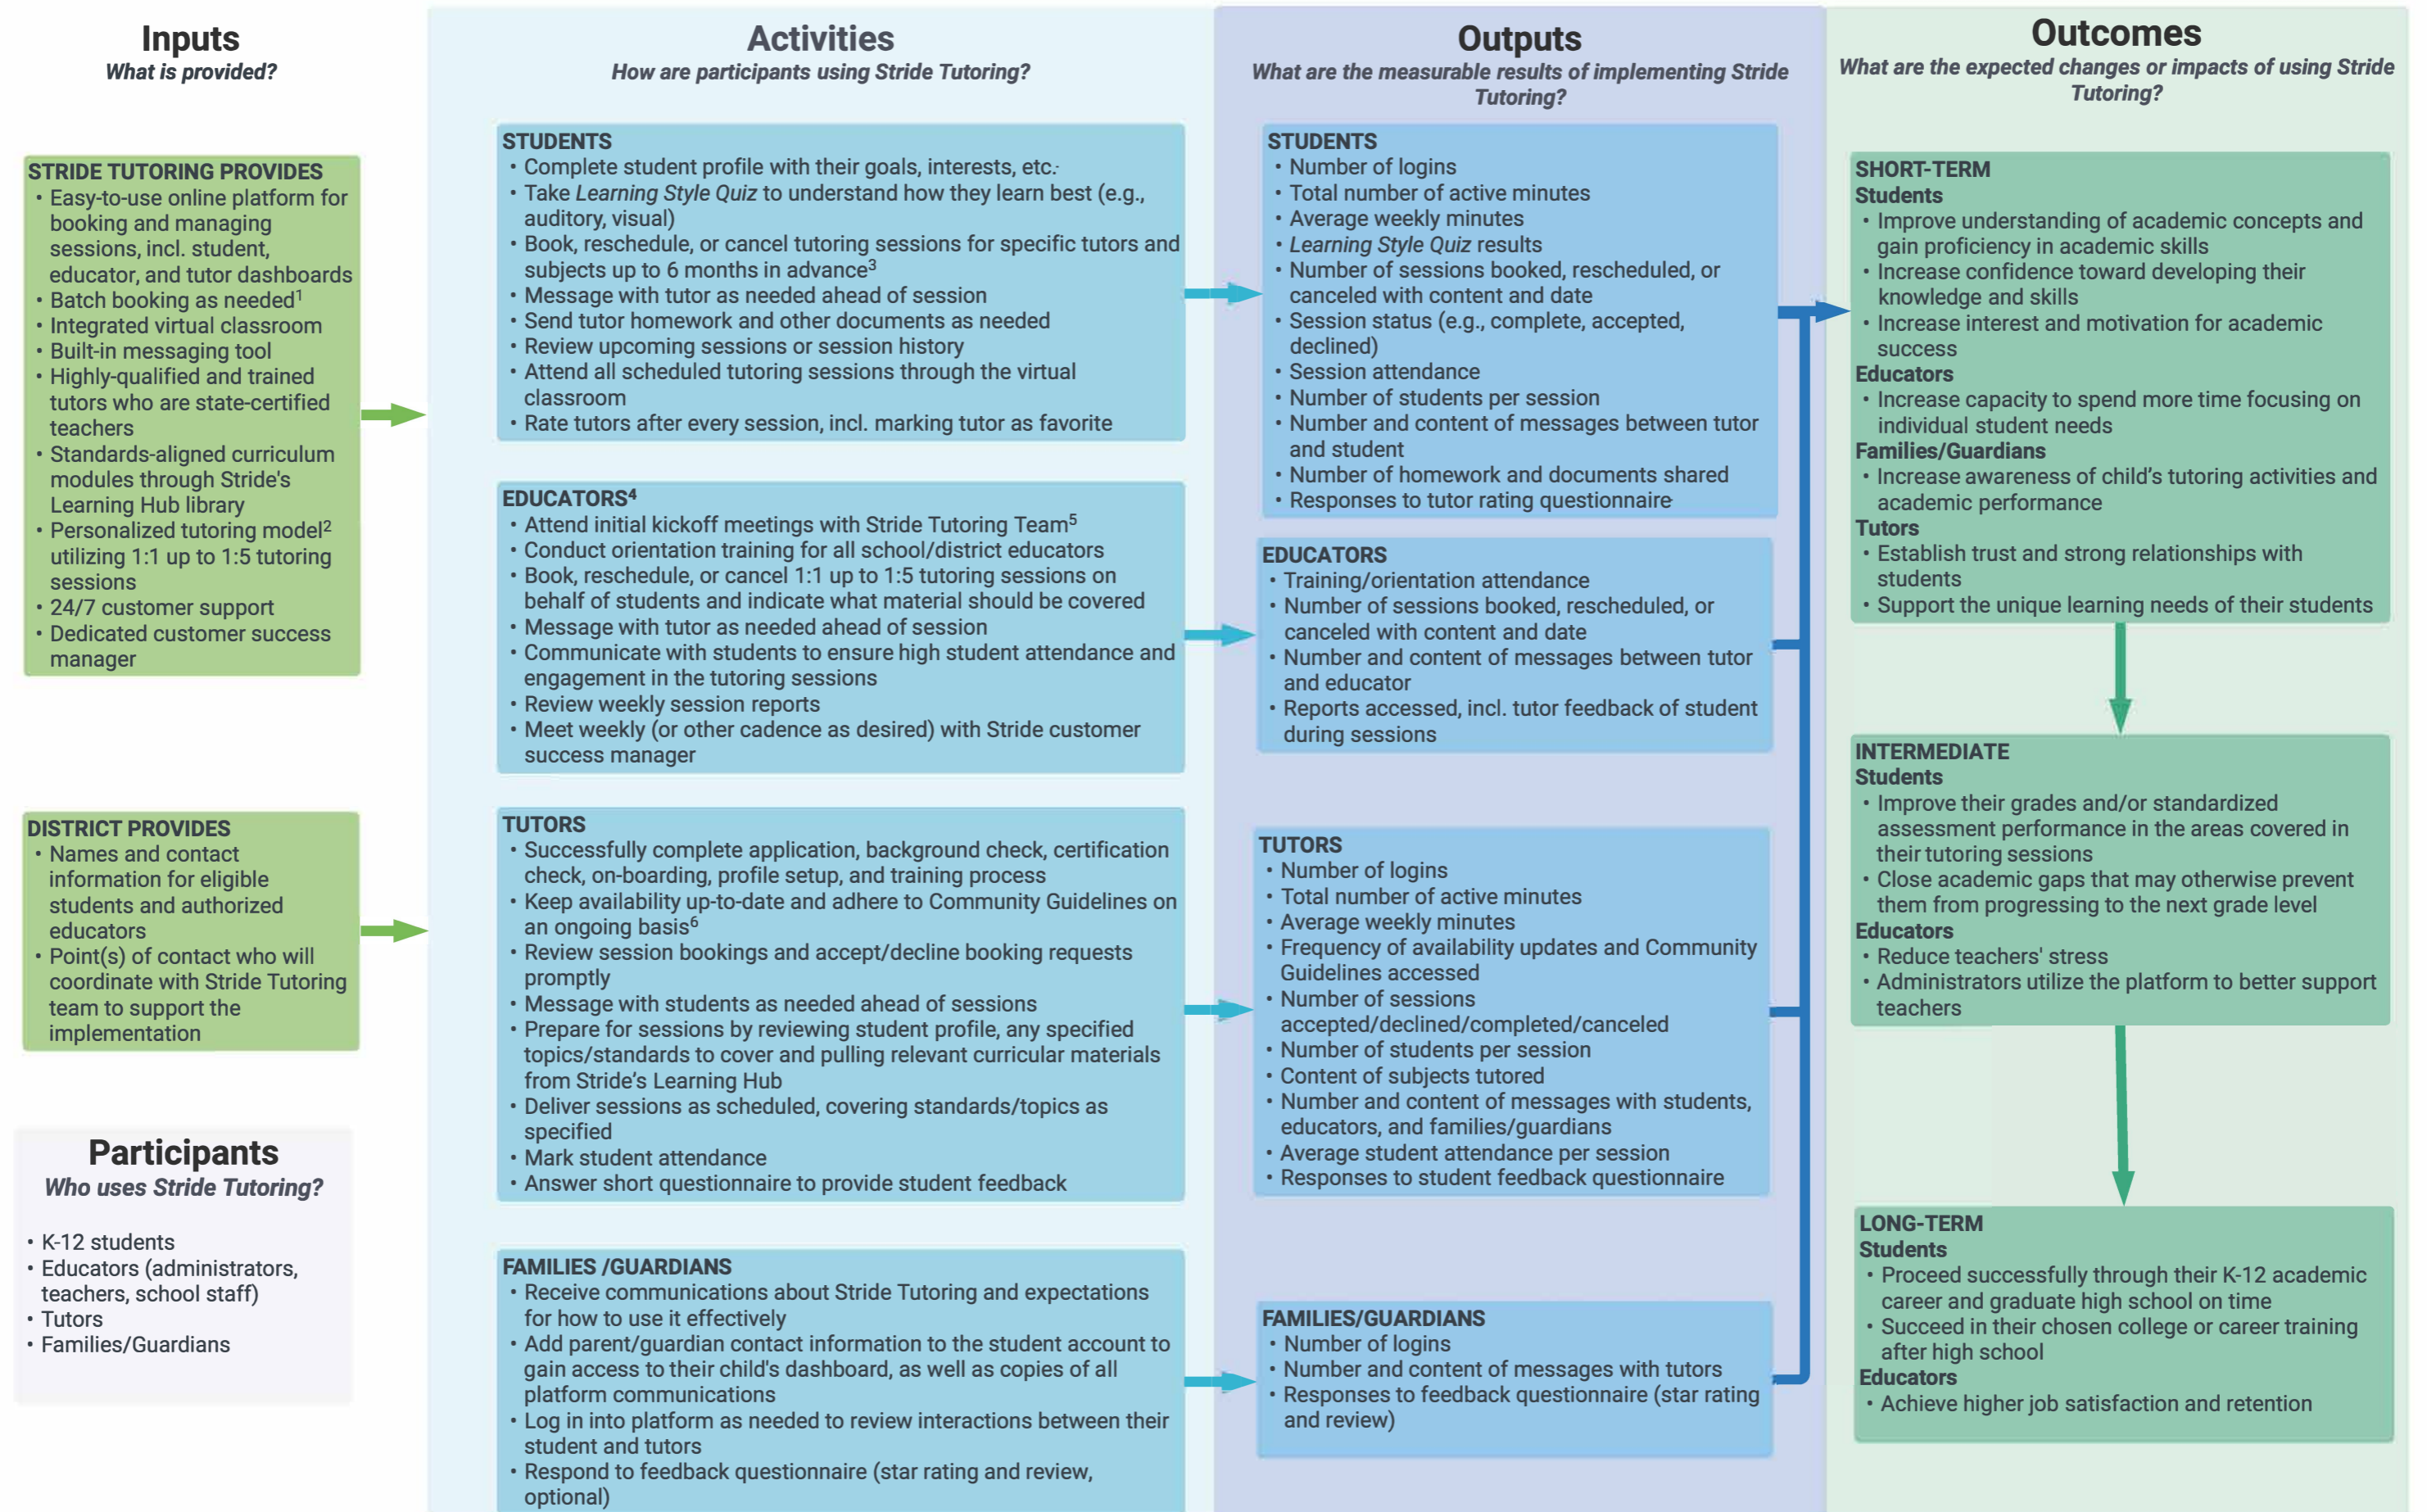 Inputs
What is provided?
STRIDE TUTORING PROVIDES
• Easy-to-use online platform for
booking and managing
sessions, incl. student,
educator, and tutor dashboards
• Batch booking as needed1
• Integrated virtual classroom
• Built-in messaging tool
• Highly-qualified and trained
tutors who are state-certified
teachers
• Standards-aligned curriculum
modules through Stride's
Learning Hub library
• Personalized tutoring model2
utilizing 1:1 up to 1:5 tutoring
sessions
• 24/7 customer support
• Dedicated customer success
manager
DISTRICT PROVIDES
• Names and contact
information for eligible
students and authorized
educators
• Point(s) of contact who will
coordinate with Stride Tutoring
team to support the
implementation
Participants
Who uses Stride Tutoring?
• K-12 students
• Educators (administrators,
teachers, school staff)
• Tutors
• Families/Guardians
Activities
How are participants using Stride Tutoring?
STUDENTS
• Complete student profile with their goals, interests, etc.
• Take Learning Style Quiz to understand how they learn best (e.g.,
auditory, visual)
• Book, reschedule, or cancel tutoring sessions for specific tutors and
subjects up to 6 months in advance3
• Message with tutor as needed ahead of session
• Send tutor homework and other documents as needed
• Review upcoming sessions or session history
• Attend all scheduled tutoring sessions through the virtual
classroom
• Rate tutors after every session, incl. marking tutor as favorite
EDUCATORS4
• Attend initial kickoff meetings with Stride Tutoring Team5
• Conduct orientation training for all school/district educators
• Book, reschedule, or cancel 1:1 up to 1:5 tutoring sessions on
behalf of students and indicate what material should be covered
• Message with tutor as needed ahead of session
• Communicate with students to ensure high student attendance and
engagement in the tutoring sessions
• Review weekly session reports
• Meet weekly (or other cadence as desired) with Stride customer
success manager
TUTORS
• Successfully complete application, background check, certification
check, on-boarding, profile setup, and training process
• Keep availability up-to-date and adhere to Community Guidelines on
an ongoing basis6
• Review session bookings and accept/decline booking requests
promptly
• Message with students as needed ahead of sessions
• Prepare for sessions by reviewing student profile, any specified
topics/standards to cover and pulling relevant curricular materials
from Stride's Learning Hub
• Deliver sessions as scheduled, covering standards/topics as
specified
• Mark student attendance
• Answer short questionnaire to provide student feedback
FAMILIES /GUARDIANS
• Receive communications about Stride Tutoring and expectations
for how to use it effectively
• Add parent/guardian contact information to the student account to
gain access to their child's dashboard, as well as copies of all
platform communications
• Log in into platform as needed to review interactions between their
student and tutors
• Respond to feedback questionnaire (star rating and review,
optional)
Outputs
What are the measurable results of implementing Stride
Tutoring?
STUDENTS
• Number of logins
• Total number of active minutes
• Average weekly minutes
• Learning Style Quiz results
• Number of sessions booked, rescheduled, or
canceled with content and date
• Session status (e.g., complete, accepted,
declined)
• Session attendance
• Number of students per session
• Number and content of messages between tutor
and student
• Number of homework and documents shared
• Responses to tutor rating questionnaire
EDUCATORS
• Training/orientation attendance
• Number of sessions booked, rescheduled, or
canceled with content and date
• Number and content of messages between tutor
and educator
• Reports accessed, incl. tutor feedback of student
during sessions
TUTORS
• Number of logins
• Total number of active minutes
• Average weekly minutes
• Frequency of availability updates and Community
Guidelines accessed
• Number of sessions
accepted/declined/completed/canceled
• Number of students per session
• Content of subjects tutored
• Number and content of messages with students,
educators, and families/guardians
• Average student attendance per session
• Responses to student feedback questionnaire
FAMILIES/GUARDIANS
• Number of logins
• Number and content of messages with tutors
• Responses to feedback questionnaire (star rating
and review)
Outcomes
What are the expected changes or impacts of using Stride
Tutoring?
SHORT-TERM
Students
• Improve understanding of academic concepts and
gain proficiency in academic skills
• Increase confidence toward developing their
knowledge and skills
• Increase interest and motivation for academic
success
Educators
• Increase capacity to spend more time focusing on
individual student needs
Families/Guardians
• Increase awareness of child's tutoring activities and
academic performance
Tutors
• Establish trust and strong relationships with
students
• Support the unique learning needs of their students
INTERMEDIATE
Students
• Improve their grades and/or standardized
assessment performance in the areas covered in
their tutoring sessions
• Close academic gaps that may otherwise prevent
them from progressing to the next grade level
Educators
• Reduce teachers' stress
• Administrators utilize the platform to better support
teachers
LONG-TERM
Students
• Proceed successfully through their K-12 academic
career and graduate high school on time
• Succeed in their chosen college or career training
after high school
Educators
• Achieve higher job satisfaction and retention